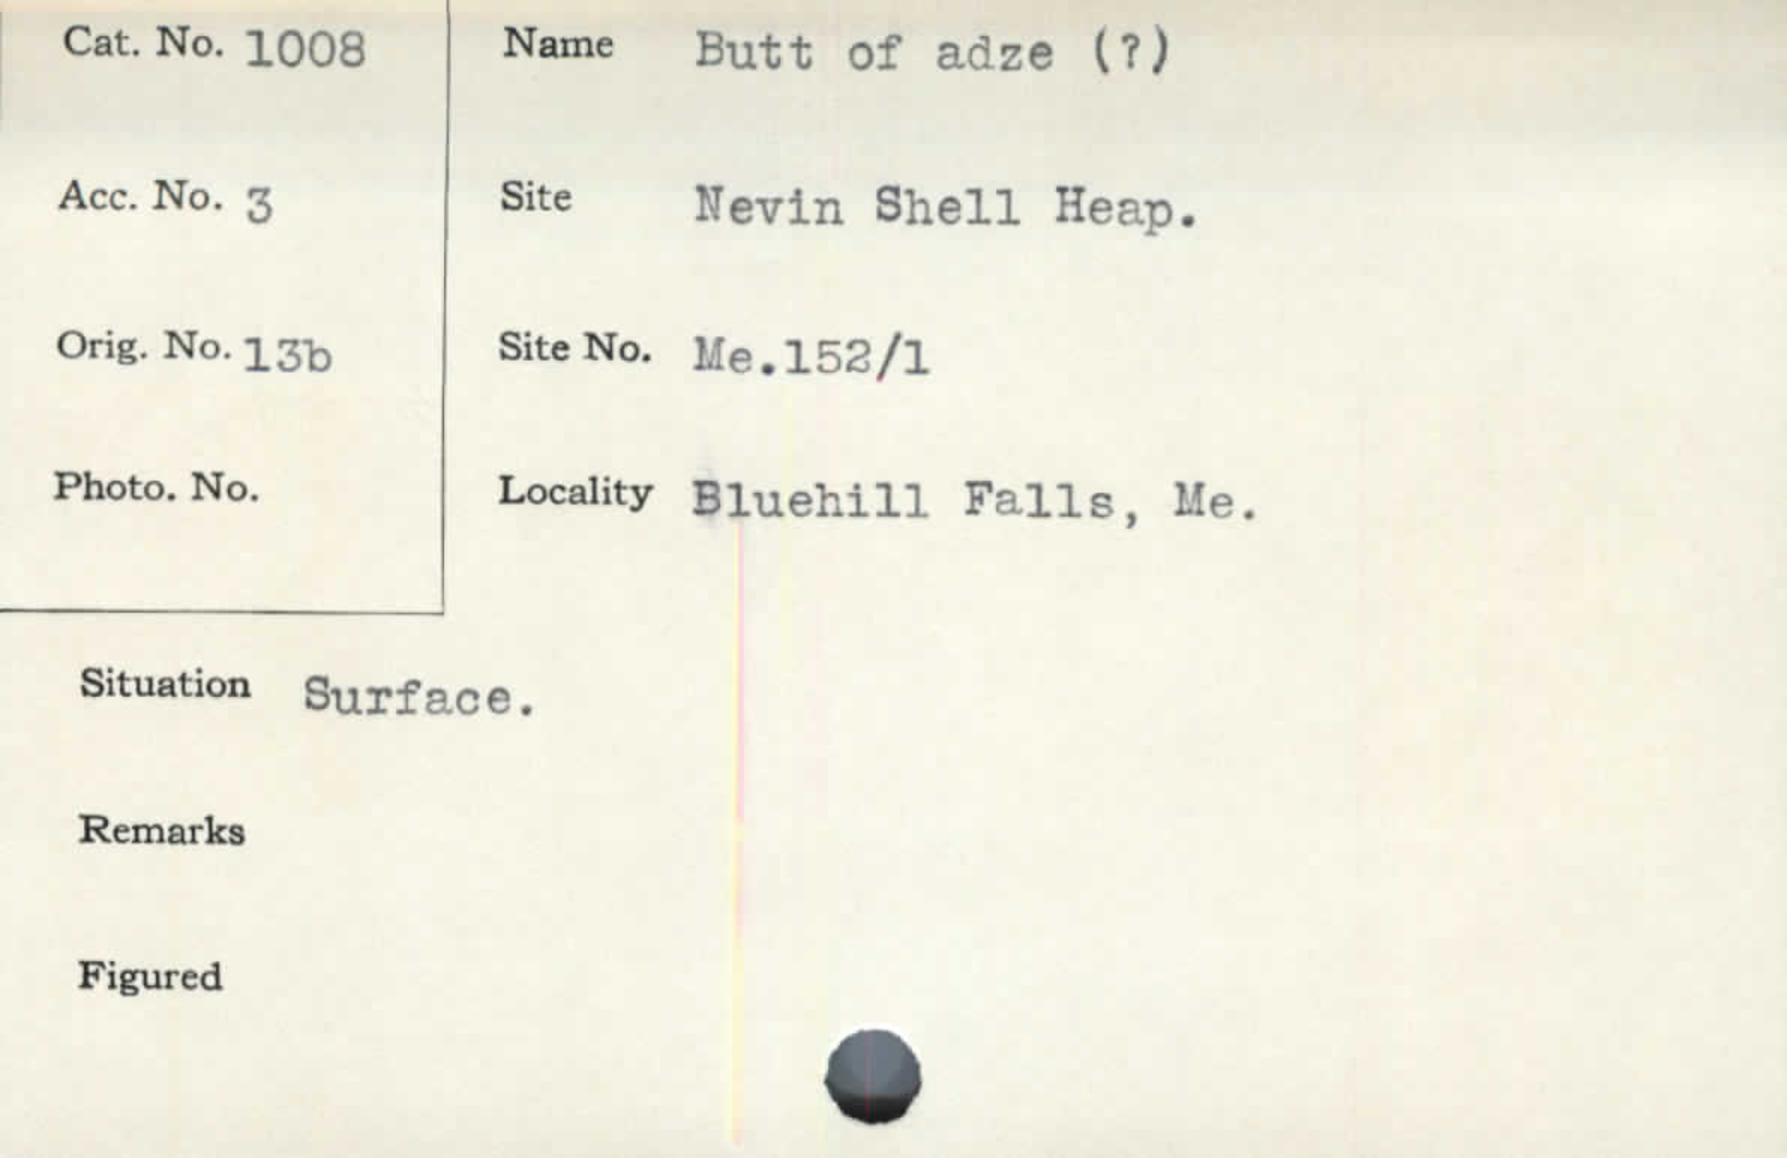 Cat. No. 1008
Name Butt of adze (?)
Acc. No. 3
Site Nevin Shell Heap.
Orig. No. 13b
Site No. Me.152/1
Photo. No.
Locality Bluehill Falls, Me.
Situation Surface.
Remarks
Figured